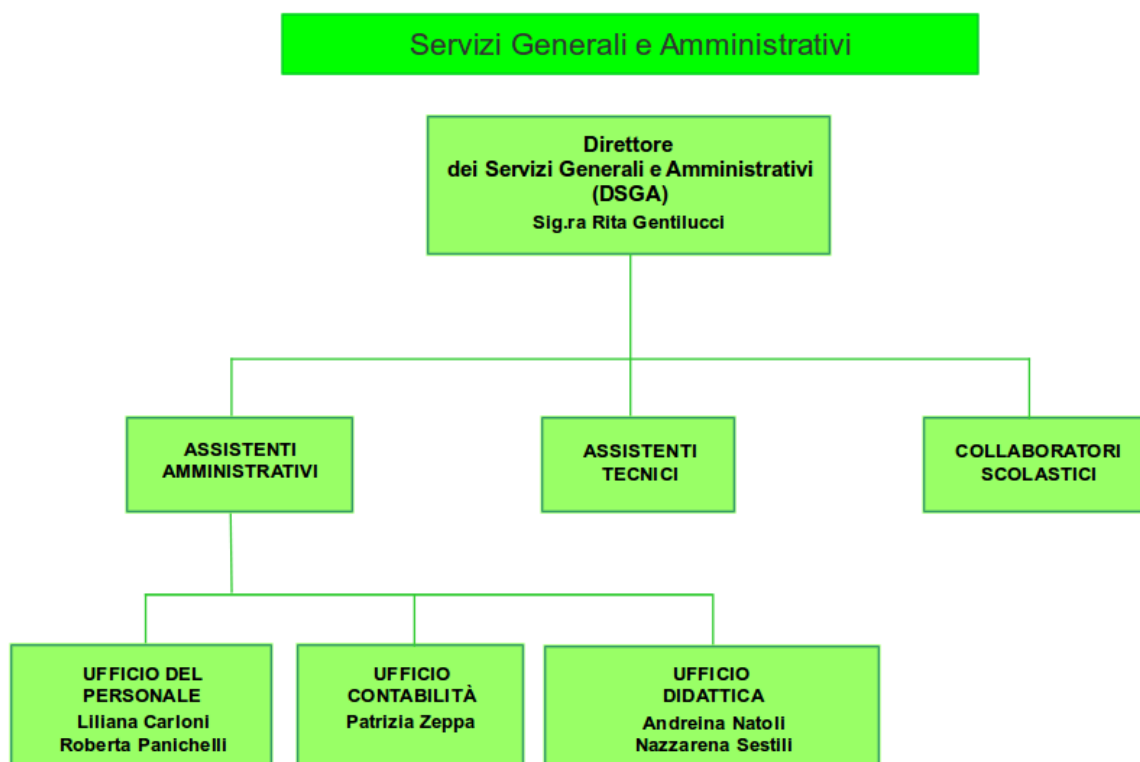 Servizi Generali e Amministrativi
Direttore
dei Servizi Generali e Amministrativi
(DSGA)
Sig.ra Rita Gentilucci
ASSISTENTI
AMMINISTRATIVI
ASSISTENTI
TECNICI
COLLABORATORI
SCOLASTICI
UFFICIO DEL
PERSONALE
Liliana Carloni
Roberta Panichelli
UFFICIO
CONTABILITÀ
Patrizia Zeppa
UFFICIO
DIDATTICA
Andreina Natoli
Nazzarena Sestili